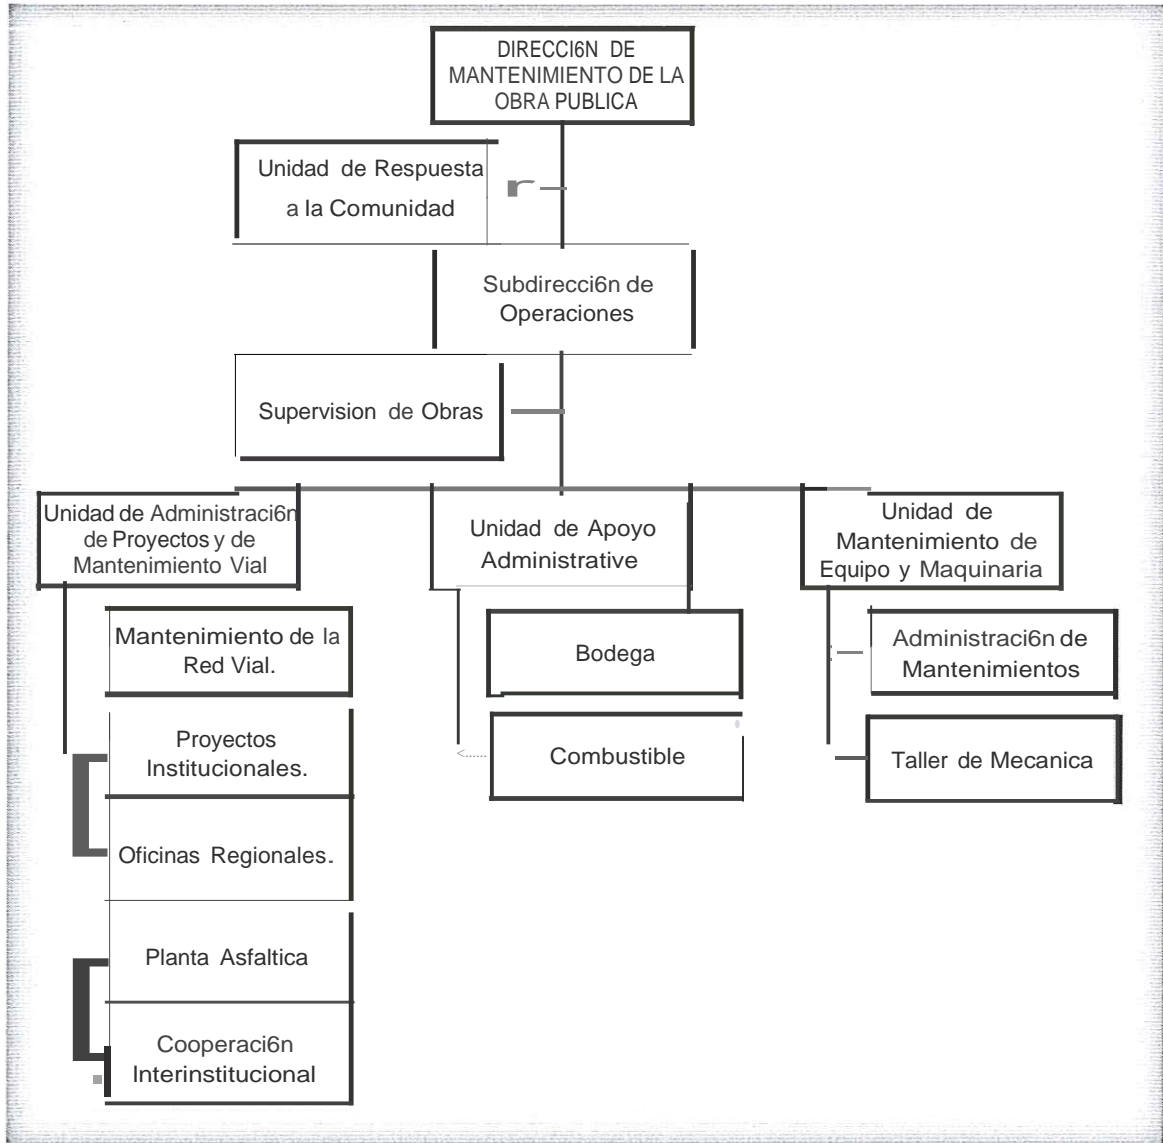 DIRECCI6N DE
MANTENIMIENTO DE LA
OBRA PUBLICA
Unidad de Respuesta
a la Comunidad
Subdirecci6n de
Operaciones
Supervision de Obras
Unidad de Administraci6n
de Proyectos y de
Mantenimiento Vial
Unidad de Apoyo
Administrative
Unidad de
Mantenimiento de
Equipo y Maquinaria
Mantenimiento de la
Red Vial.
Bodega
Administraci6n de
Mantenimientos
Proyectos
Institucionales.
Combustible
Taller de Mecanica
Oficinas Regionales.
Planta Asfaltica
Cooperaci6n
Interinstitucional